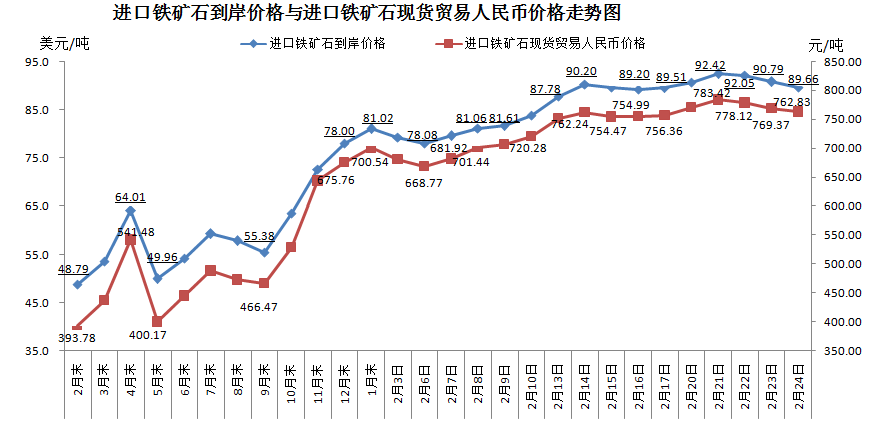 进口铁矿石到岸价格与进口铁矿石现货贸易人民币价格走势图
美元/吨
进口铁矿石到岸价格
进口铁矿石现货贸易人民币价格
元/吨
95.0
85.0
75.0
65.0
55.0
45.0
35.0
850.00
800.00
750.00
700.00
650.00
600.00
550.00
500.00
450.00
400.00
350.00
48.79
64.01
49.96
55.38
78.00
81.02
78.08
81.06
81.61
87.78
90.20
89.20
89.51
92.42
92.05
90.79
89.66
393.78
541.48
400.17
466.47
675.76
700.54
668.77
681.92
701.44
720.28
762.24
754.47
754.99
756.36
783.42
778.12
769.37
762.83
2月末
3月末
4月末
5月末
6月末
7月末
8月末
9月末
10月末
11月末
12月末
1月末
2月3日
2月6日
2月7日
2月8日
2月9日
2月10日
2月13日
2月14日
2月15日
2月16日
2月17日
2月20日
2月21日
2月22日
2月23日
2月24日